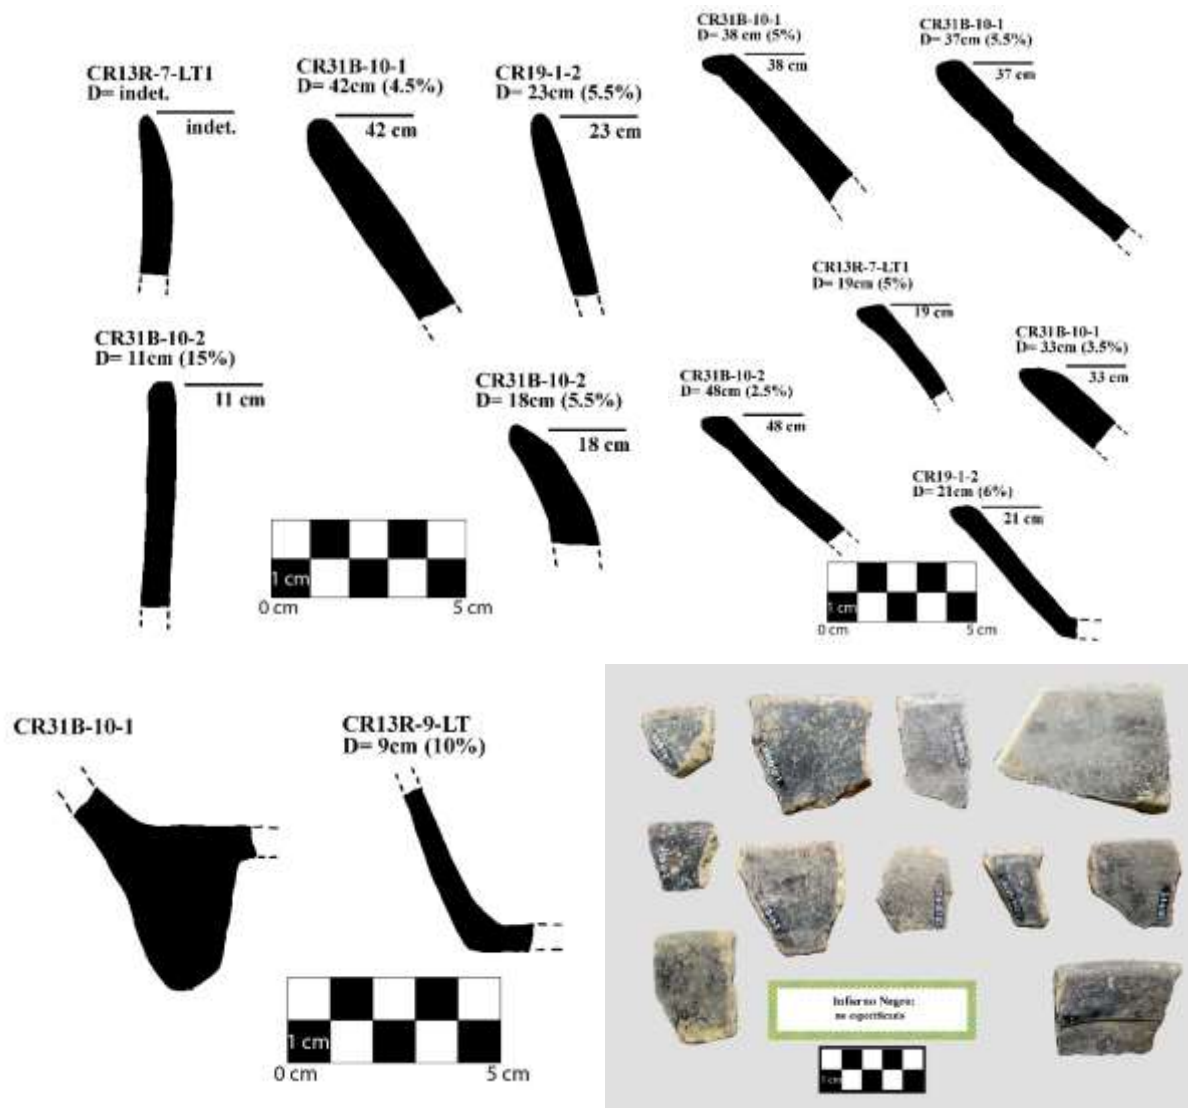 CR13R-7-LT1
D= indet.
indet.
CR31B-10-1
D= 42cm (4.5%)
42 cm
CR19-1-2
D= 23cm (5.5%)
23 cm
CR31B-10-2
D= 11cm (15%)
11 cm
CR31B-10-2
D= 18cm (5.5%)
18 cm
1 cm
0 cm
5 cm
CR31B-10-1
D= 38 cm (5%)
38 cm
CR31B-10-1
D= 37cm (5.5%)
37 cm
CR13R-7-LT1
D= 19cm (5%)
19 cm
CR31B-10-1
D= 33cm (3.5%)
33 cm
CR31B-10-2
D= 48cm (2.5%)
48 cm
CR19-1-2
D= 21cm (6%)
21 cm
1 cm
0 cm
5 cm
CR31B-10-1
CR13R-9-LT
D= 9cm (10%)
1 cm
0 cm
5 cm
Infierno Negro:
no especificado
1 cm